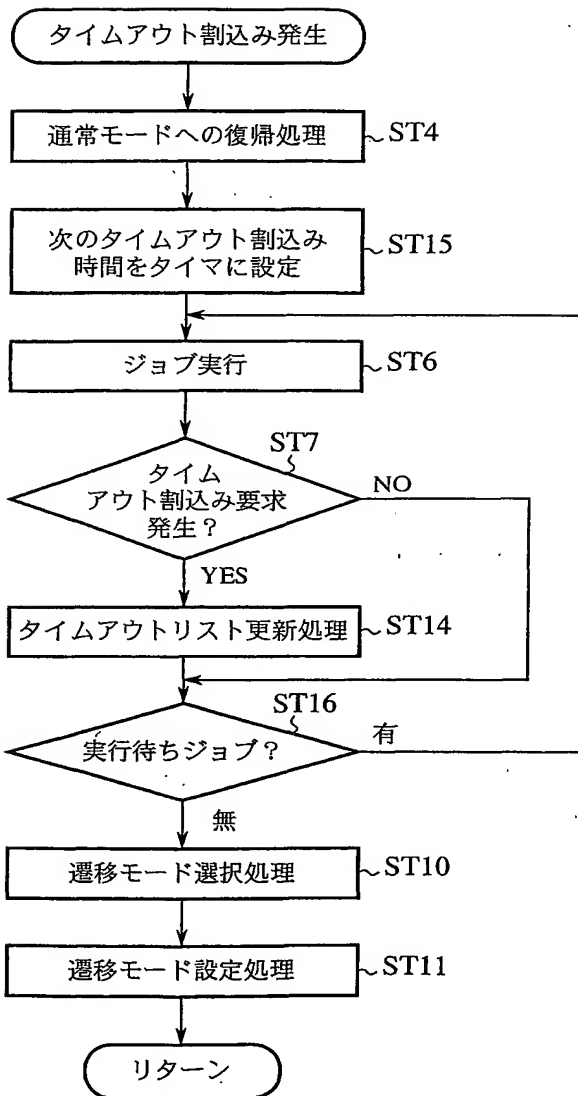 タイムアウト割込み発生
通常モードへの復帰処理
ST4
次のタイムアウト割込み
時間をタイマに設定
ST15
ジョブ実行
ST6
ST7
タイム
アウト割込み要求
発生?
NO
YES
タイムアウトリスト更新処理
ST14
ST16
実行待ちジョブ?
有
無
遷移モード選択処理
ST10
遷移モード設定処理
ST11
リターン